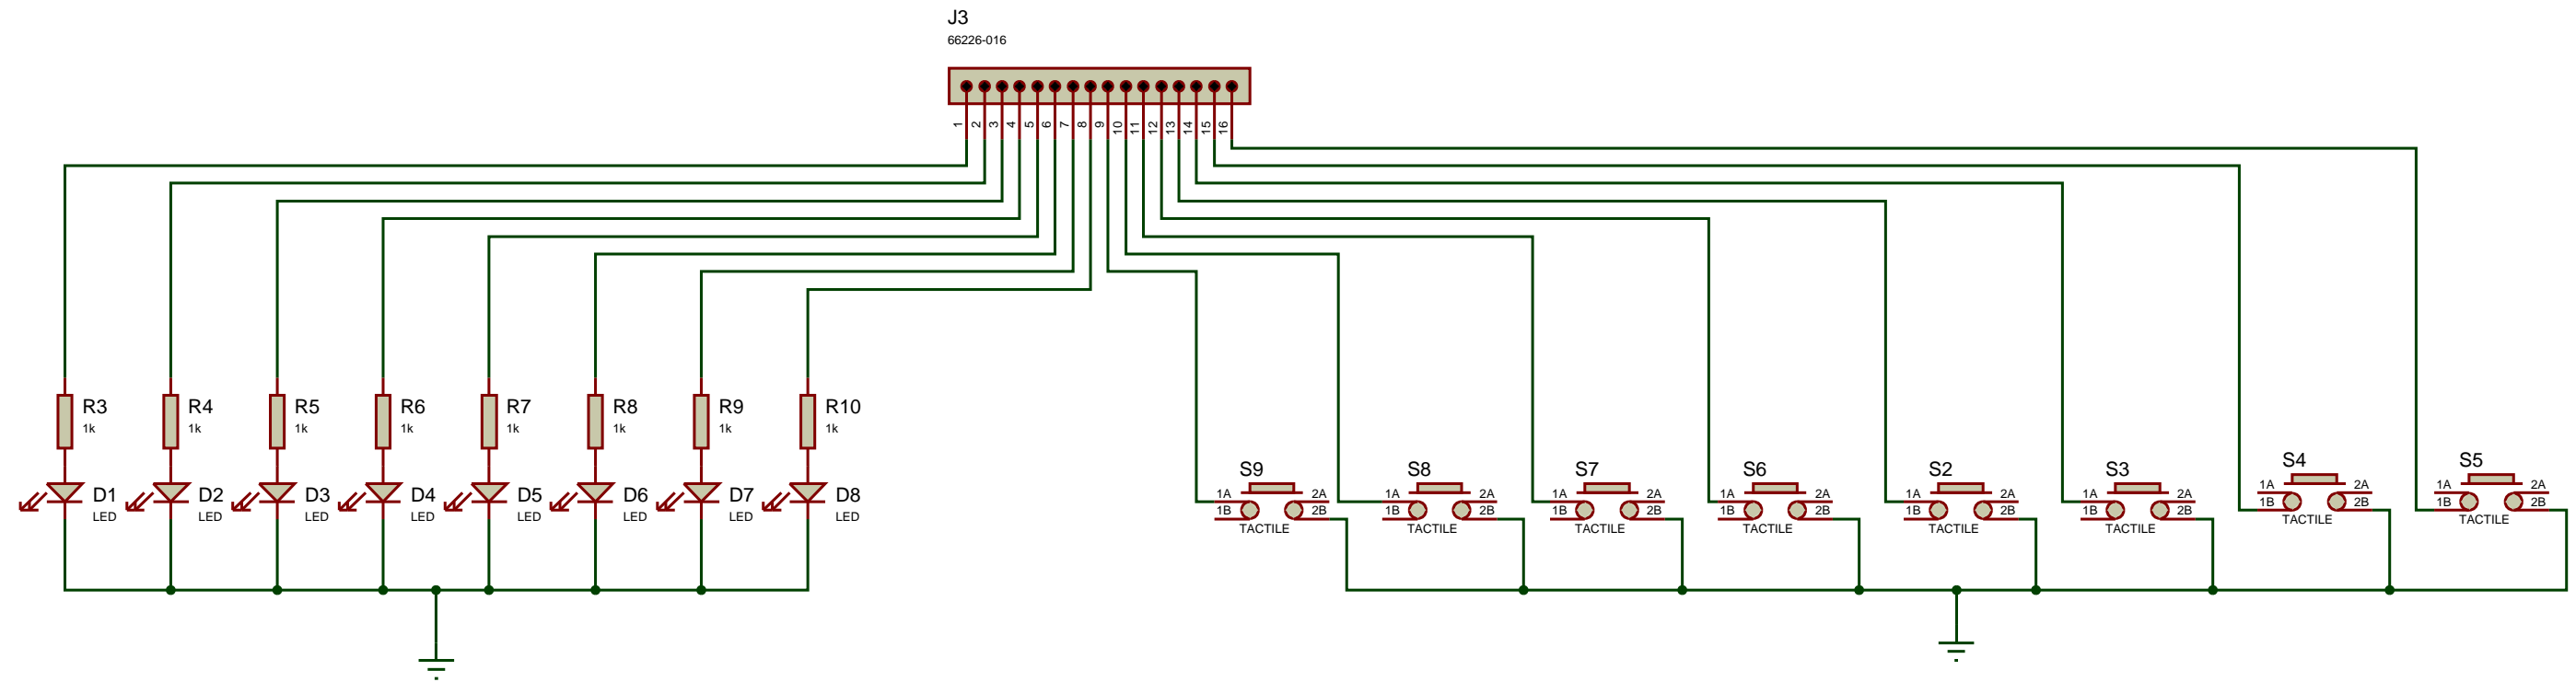 J3
66226-016
1 2 3 4 5 6 7 8 9 10 11 12 13 14 15 16
R3 R4 R5 R6 R7 R8 R9 R10
1k 1k 1k 1k 1k 1k 1k 1k
D1 D2 D3 D4 D5 D6 D7 D8
LED LED LED LED LED LED LED LED
S9 S8 S7 S6 S2 S3 S4 S5
1A 2A 1A 2A 1A 2A 1A 2A 1A 2A 1A 2A 1A 2A 1A 2A
1B 2B 1B 2B 1B 2B 1B 2B 1B 2B 1B 2B 1B 2B 1B 2B
TACTILE TACTILE TACTILE TACTILE TACTILE TACTILE TACTILE TACTILE